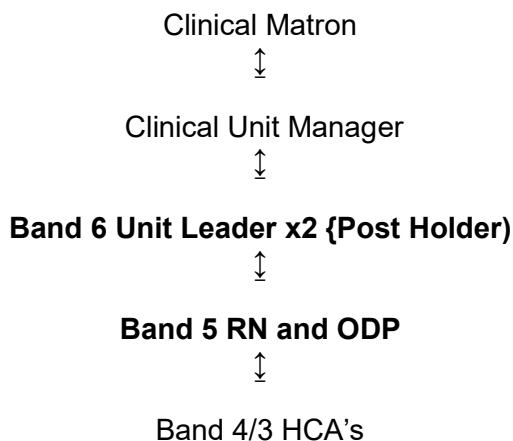 Clinical Matron
↨
Clinical Unit Manager
↨
Band 6 Unit Leader x2 {Post Holder)
↨
Band 5 RN and ODP
↨
Band 4/3 HCA’s